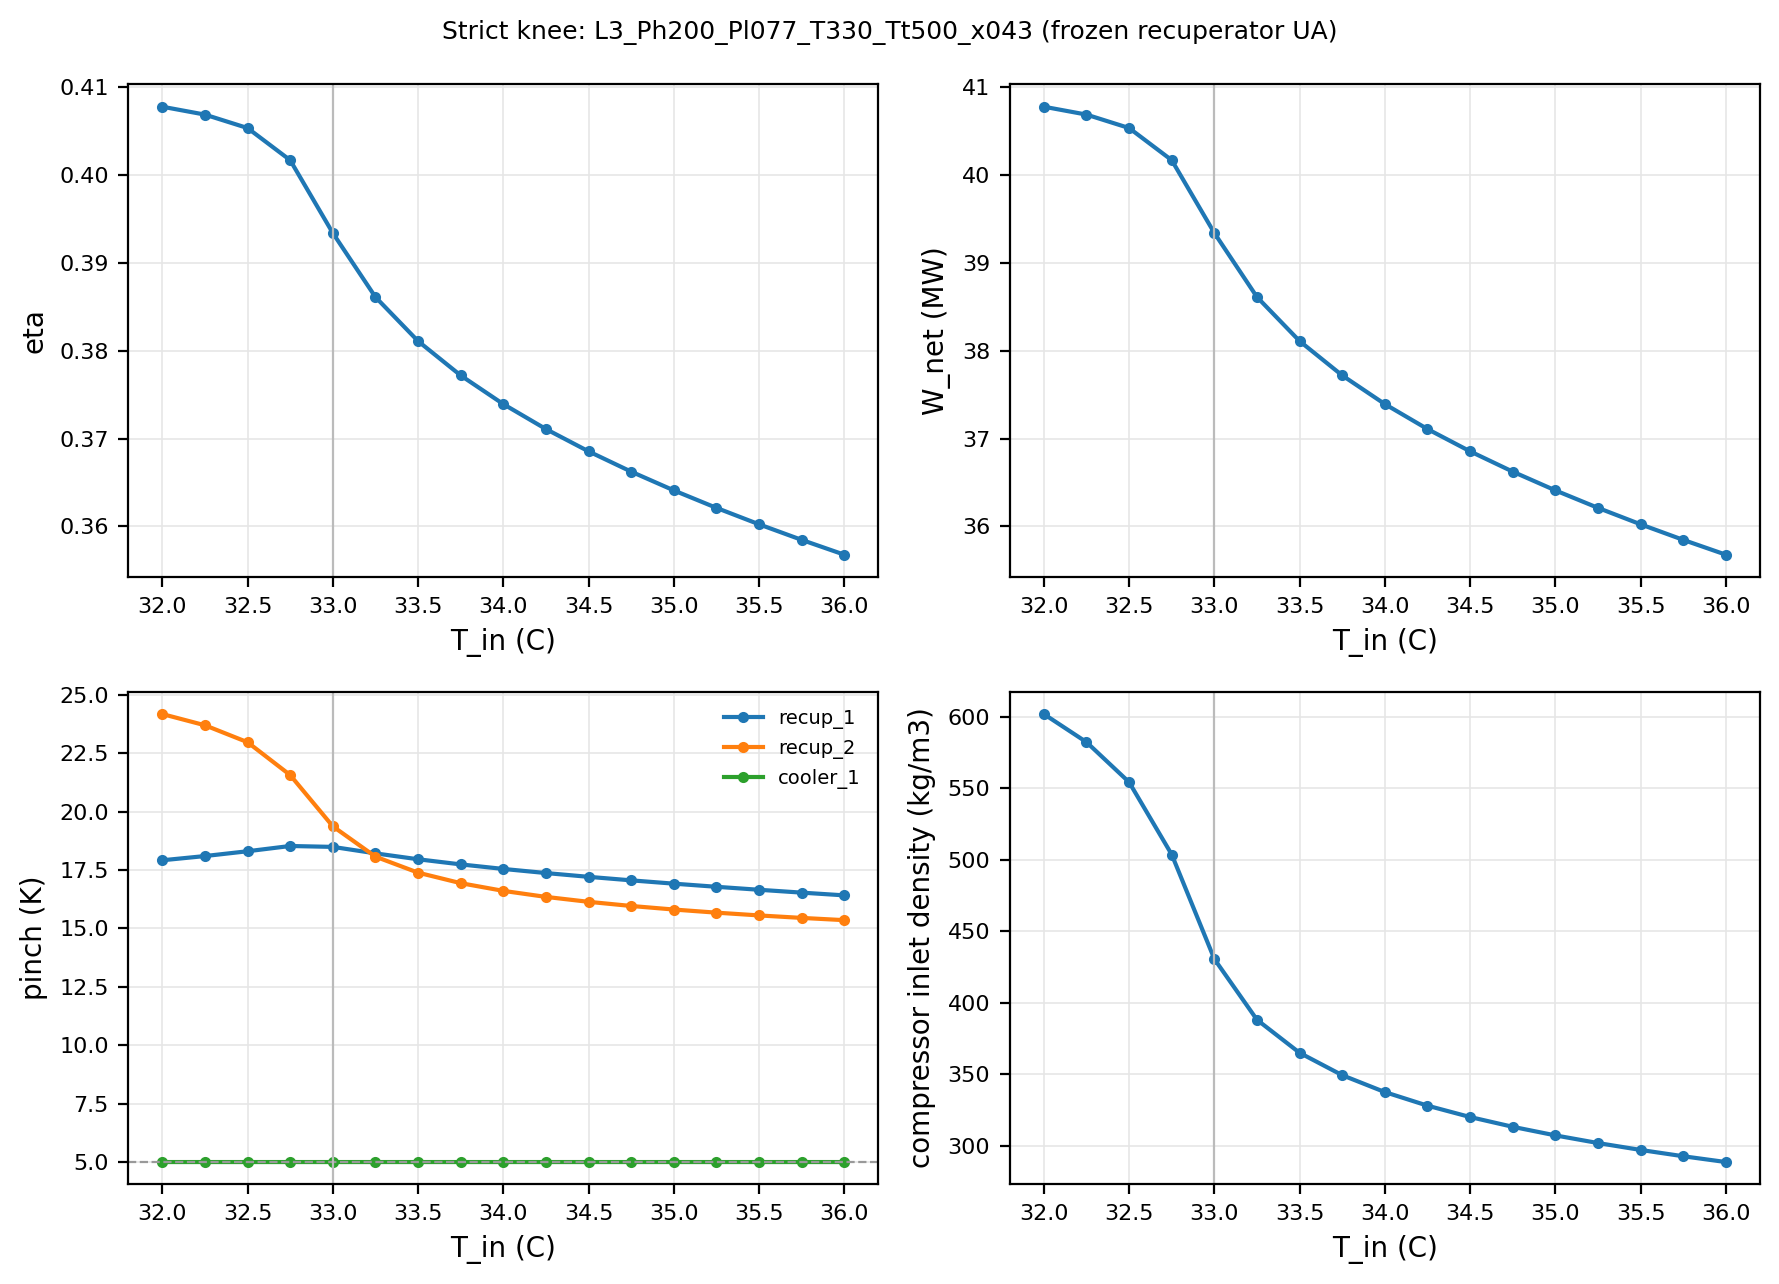 Strict knee: L3_Ph200_Pl077_T330_Tt500_x043 (frozen recuperator UA)
eta
0.41
0.40
0.39
0.38
0.37
0.36
32.0 32.5 33.0 33.5 34.0 34.5 35.0 35.5 36.0
T_in (C)
W_net (MW)
41
40
39
38
37
36
32.0 32.5 33.0 33.5 34.0 34.5 35.0 35.5 36.0
T_in (C)
pinch (K)
25.0
22.5
20.0
17.5
15.0
12.5
10.0
7.5
5.0
recup_1
recup_2
cooler_1
32.0 32.5 33.0 33.5 34.0 34.5 35.0 35.5 36.0
T_in (C)
compressor inlet density (kg/m3)
600
550
500
450
400
350
300
32.0 32.5 33.0 33.5 34.0 34.5 35.0 35.5 36.0
T_in (C)